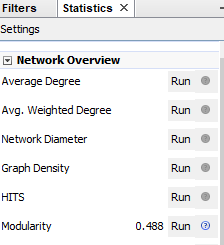 Filters Statistics ×
Settings
Network Overview
Average Degree Run ?
Avg. Weighted Degree Run ?
Network Diameter Run ?
Graph Density Run ?
HITS Run ?
Modularity 0.488 Run ?